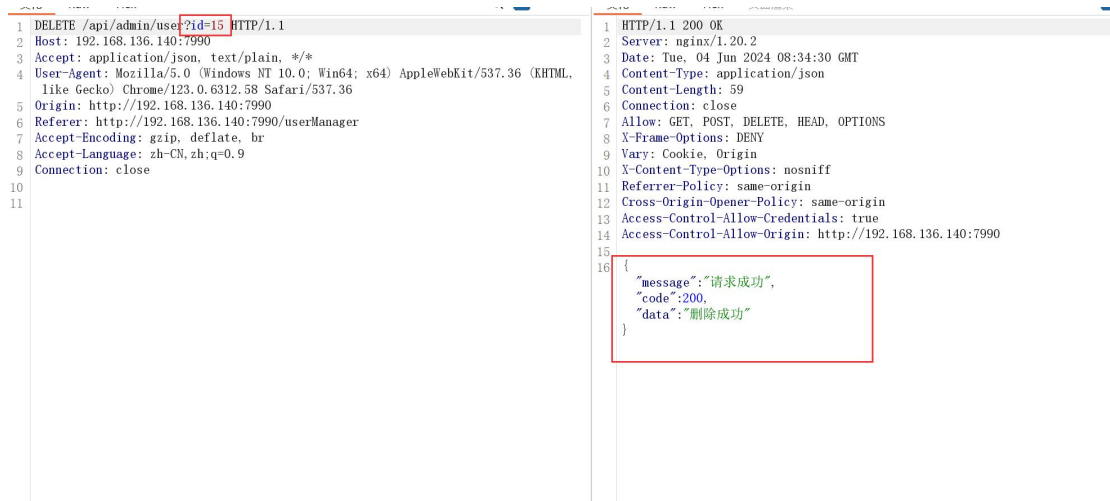 DELETE /api/admin/user?id=15 HTTP/1.1
Host: 192.168.136.140:7990
Accept: application/json, text/plain, */*
User-Agent: Mozilla/5.0 (Windows NT 10.0; Win64; x64) AppleWebKit/537.36 (KHTML,
like Gecko) Chrome/123.0.6312.58 Safari/537.36
Origin: http://192.168.136.140:7990
Referer: http://192.168.136.140:7990/userManager
Accept-Encoding: gzip, deflate, br
Accept-Language: zh-CN,zh;q=0.9
Connection: close
1
2
3
4
5
6
7
8
9
10
11
HTTP/1.1 200 OK
Server: nginx/1.20.2
Date: Tue, 04 Jun 2024 08:34:30 GMT
Content-Type: application/json
Content-Length: 59
Connection: close
Allow: GET, POST, DELETE, HEAD, OPTIONS
X-Frame-Options: DENY
Vary: Cookie, Origin
X-Content-Type-Options: nosniff
Referrer-Policy: same-origin
Cross-Origin-Opener-Policy: same-origin
Access-Control-Allow-Credentials: true
Access-Control-Allow-Origin: http://192.168.136.140:7990
{
"message":"请求成功",
"code":200,
"data":"删除成功"
}
1
2
3
4
5
6
7
8
9
10
11
12
13
14
15
16